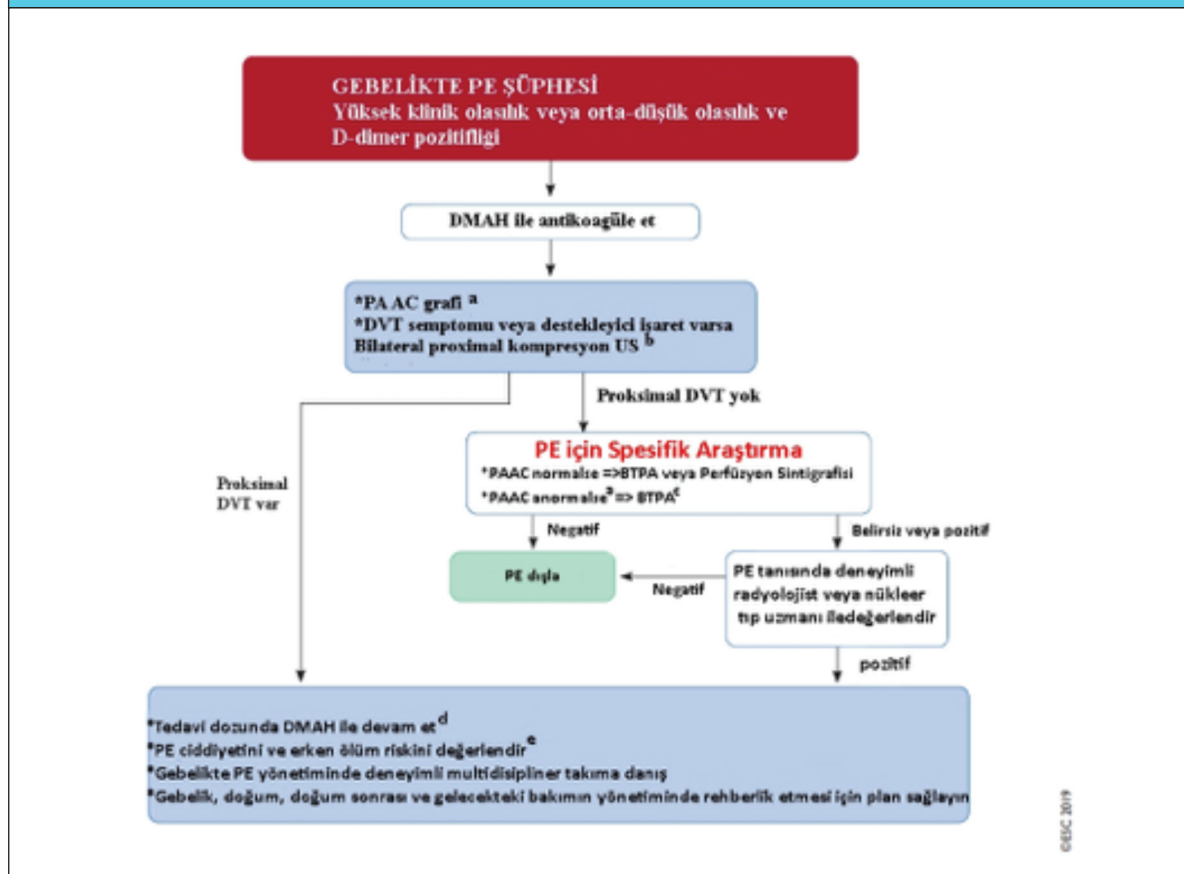 GEBELİKTE PE ŞÜPHESİ
Yüksek klinik olasılık veya orta-düşük olasılık ve
D-dimer pozitifliği
DMAH ile antikoagüle et
*PA AC grafi a
*DVT semptomu veya destekleyici işaret varsa
Bilateral proximal kompresyon US b
Proksimal DVT yok
Proksimal
DVT var
PE için Spesifik Araştırma
*PAAC normalse =>BTPA veya Perfüzyon Sintigrafisi
*PAAC anormalse a => BTPA c
Negatif
Belirsiz veya pozitif
PE dışla
Negatif
PE tanısında deneyimli
radyolojist veya nükleer
tıp uzmanı iledeğerlendir
pozitif
*Tedavi dozunda DMAH ile devam et d
*PE ciddiyetini ve erken ölüm riskini değerlendir e
*Gebelikte PE yönetiminde deneyimli multidisipliner takıma danış
*Gebelik, doğum, doğum sonrası ve gelecekteki bakımın yönetiminde rehberlik etmesi için plan sağlayın
©ESC 2019